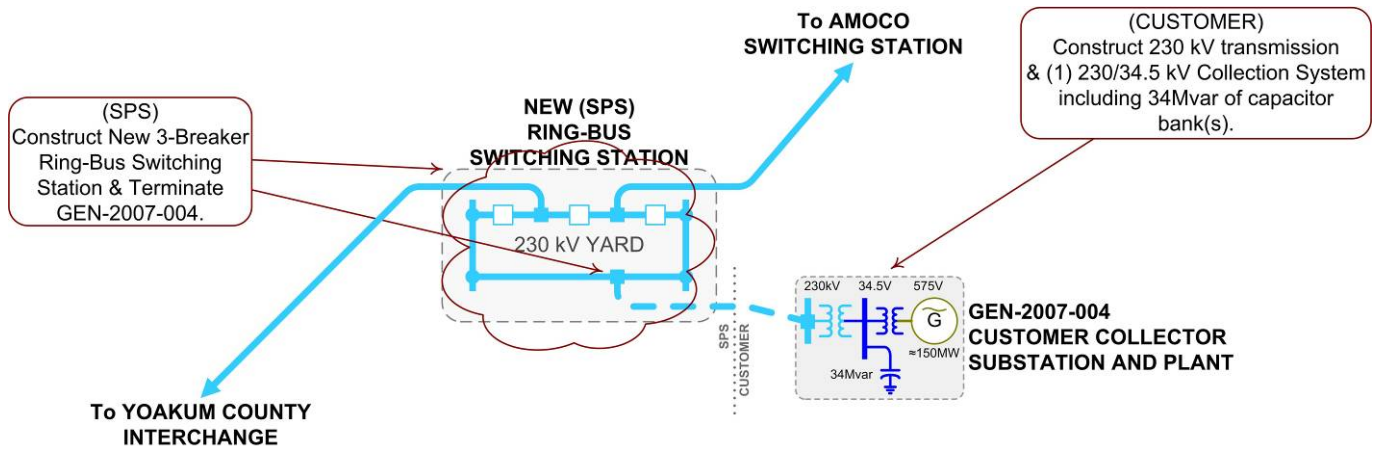 To AMOCO
SWITCHING STATION
(CUSTOMER)
Construct 230 kV transmission
& (1) 230/34.5 kV Collection System
including 34Mvar of capacitor
bank(s).
(SPS)
Construct New 3-Breaker
Ring-Bus Switching
Station & Terminate
GEN-2007-004.
NEW (SPS)
RING-BUS
SWITCHING STATION
230 kV YARD
SPS
CUSTOMER
230kV
34.5V
575V
G
≈150MW
34Mvar
GEN-2007-004
CUSTOMER COLLECTOR
SUBSTATION AND PLANT
To YOAKUM COUNTY
INTERCHANGE